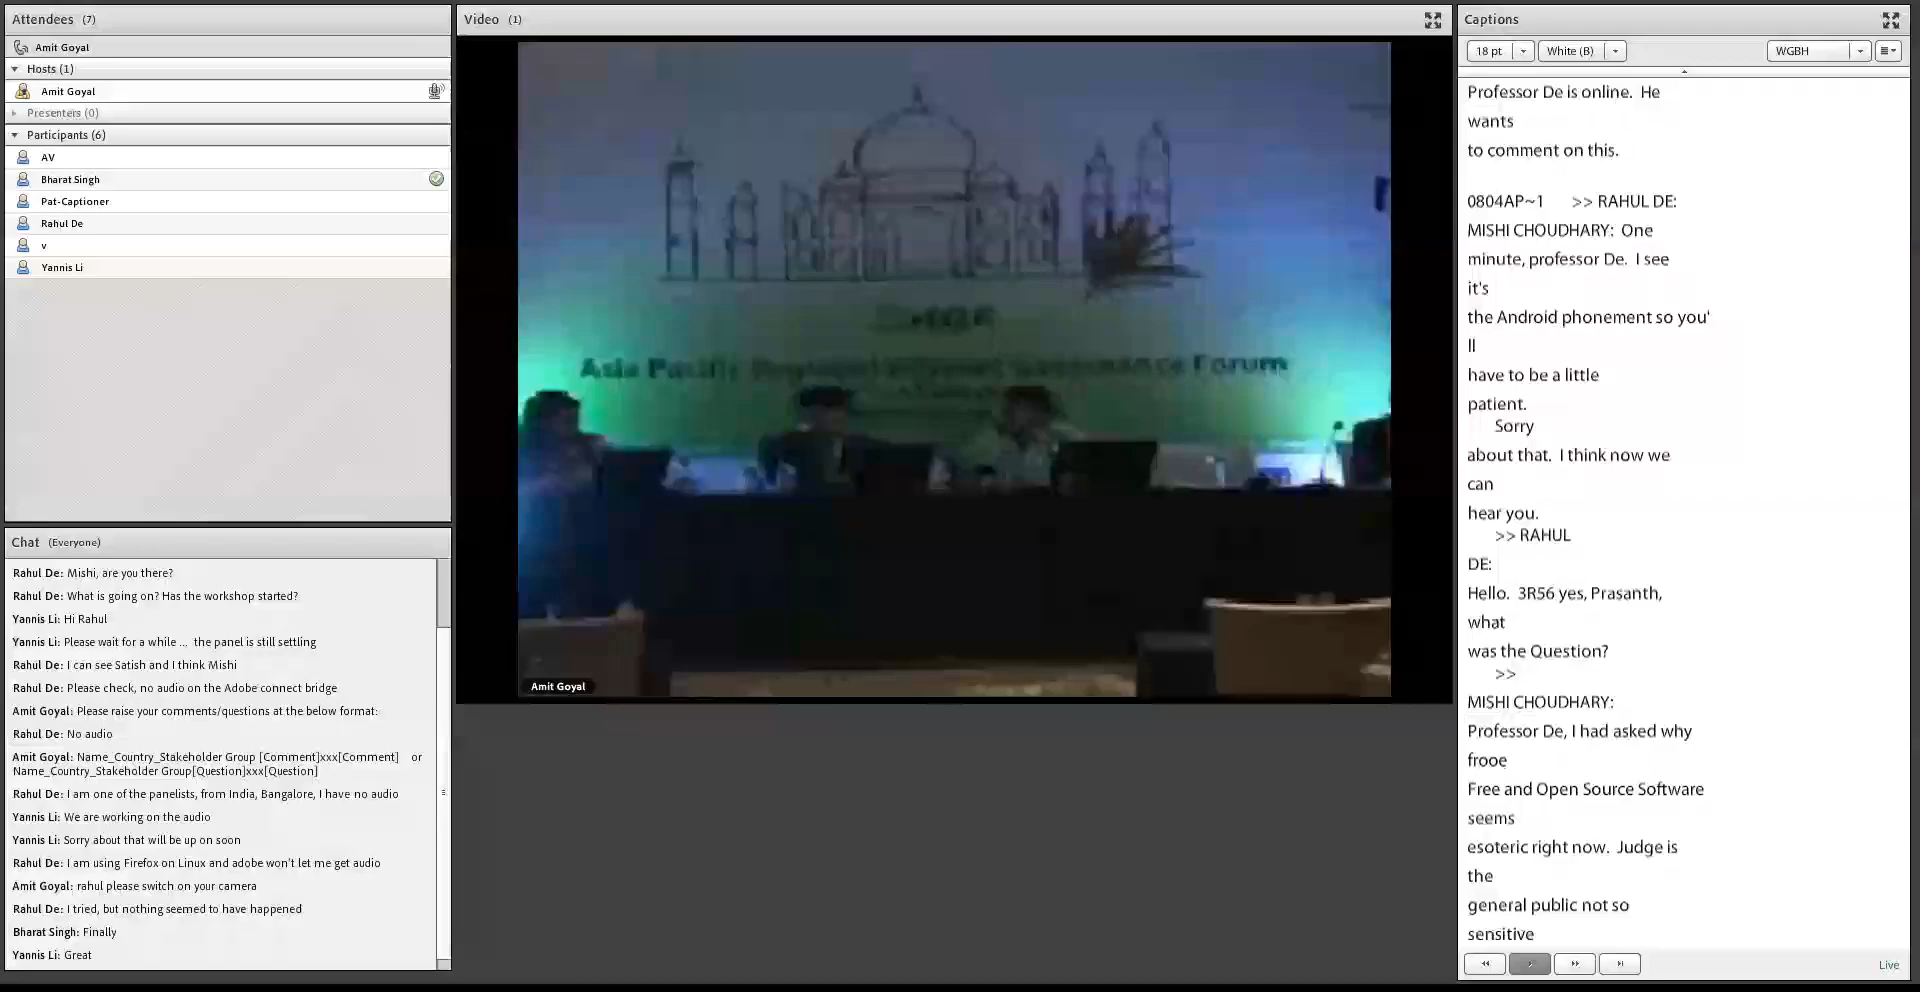 Attendees (7)
Amit Goyal
Hosts (1)
Amit Goyal
Presenters (0)
Participants (6)
AV
Bharat Singh
Pat-Captioner
Rahul De
v
Yannis Li
Chat (Everyone)
Rahul De: Mishi, are you there?
Rahul De: What is going on? Has the workshop started?
Yannis Li: Hi Rahul
Yannis Li: Please wait for a while ... the panel is still settling
Rahul De: I can see Satish and I think Mishi
Rahul De: Please check, no audio on the Adobe connect bridge
Amit Goyal: Please raise your comments/questions at the below format:
Rahul De: No audio
Amit Goyal: Name_Country_Stakeholder Group [Comment]xxx[Comment] or
Name_Country_Stakeholder Group[Question]xxx[Question]
Rahul De: I am one of the panelists, from India, Bangalore, I have no audio
Yannis Li: We are working on the audio
Yannis Li: Sorry about that will be up on soon
Rahul De: I am using Firefox on Linux and adobe won't let me get audio
Amit Goyal: rahul please switch on your camera
Rahul De: I tried, but nothing seemed to have happened
Bharat Singh: Finally
Yannis Li: Great
Video (1)
Asia Pacific Regional Internet Governance Forum
Amit Goyal
Captions
18 pt
White (B)
WGBH
Professor De is online. He
wants
to comment on this.
0804AP~1 >> RAHUL DE:
MISHI CHOUDHARY: One
minute, professor De. I see
it's
the Android phonement so you'
ll
have to be a little
patient.
Sorry
about that. I think now we
can
hear you.
>> RAHUL
DE:
Hello. 3R56 yes, Prasanth,
what
was the Question?
>>
MISHI CHOUDHARY:
Professor De, I had asked why
frooe
Free and Open Source Software
seems
esoteric right now. Judge is
the
general public not so
sensitive
Live